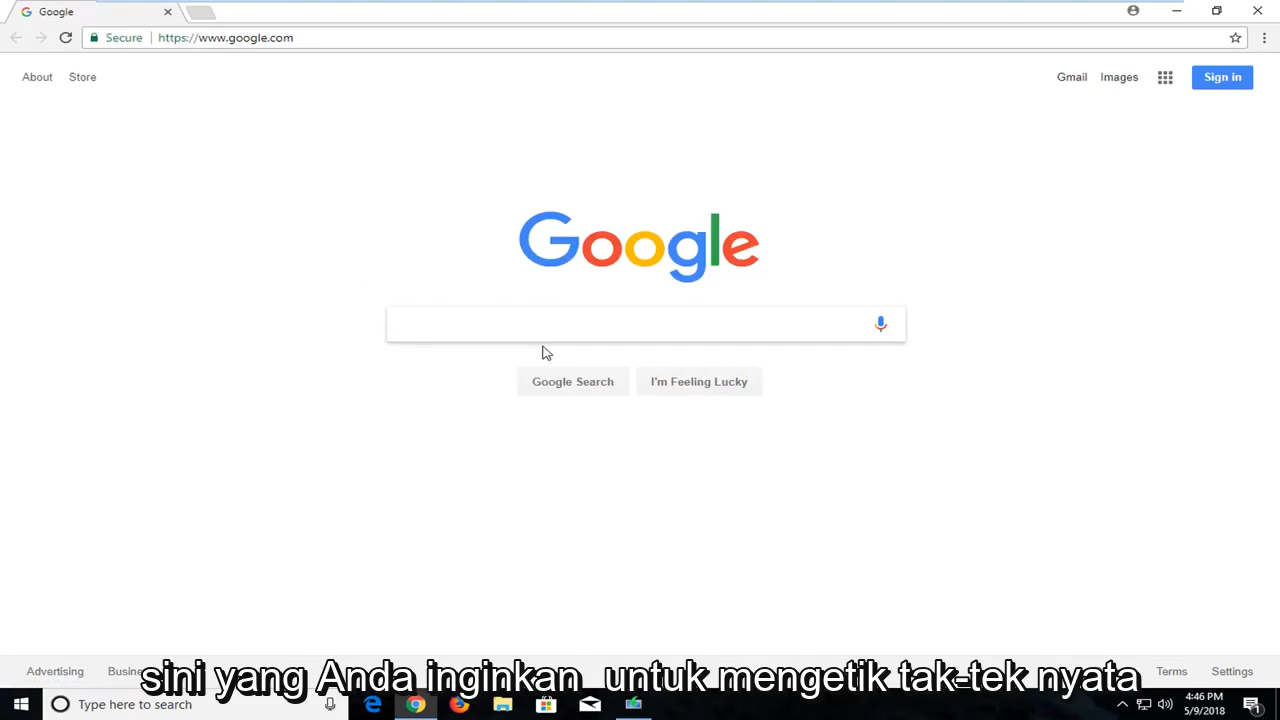 Google
Secure | https://www.google.com
About Store Gmail Images Sign in
Google
Google Search I'm Feeling Lucky
Advertising Terms Settings
sini yang Anda inginkan untuk mengetik tak-tek nyata
Type here to search
4:46 PM
5/9/2018
1